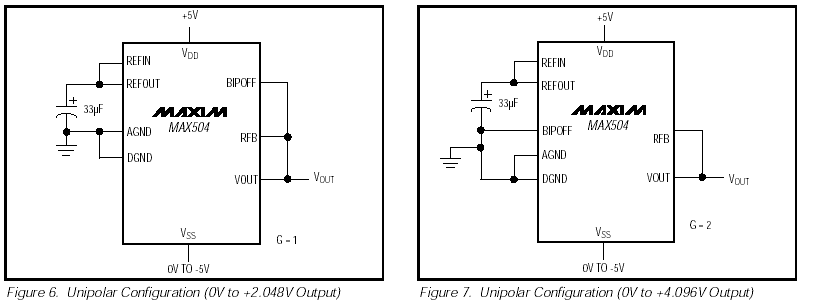 +5V
VDD
REFIN
REFOUT
BIPOFF
+
33µF
MAXIM
MAX504
AGND
RFB
DGND
VOUT
VOUT
VSS
G – 1
0V TO -5V
Figure 6. Unipolar Configuration (0V to +2.048V Output)
+5V
VDD
REFIN
REFOUT
+
33µF
MAXIM
MAX504
BIPOFF
RFB
AGND
DGND
VOUT
VOUT
VSS
G – 2
0V TO -5V
Figure 7. Unipolar Configuration (0V to +4.096V Output)